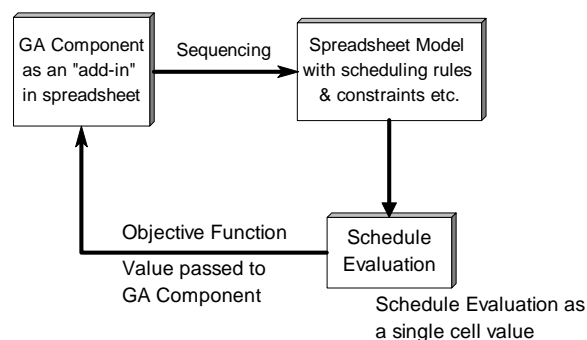 GA Component
as an "add-in"
in spreadsheet
Sequencing
Spreadsheet Model
with scheduling rules
& constraints etc.
Objective Function
Value passed to
GA Component
Schedule
Evaluation
Schedule Evaluation as
a single cell value